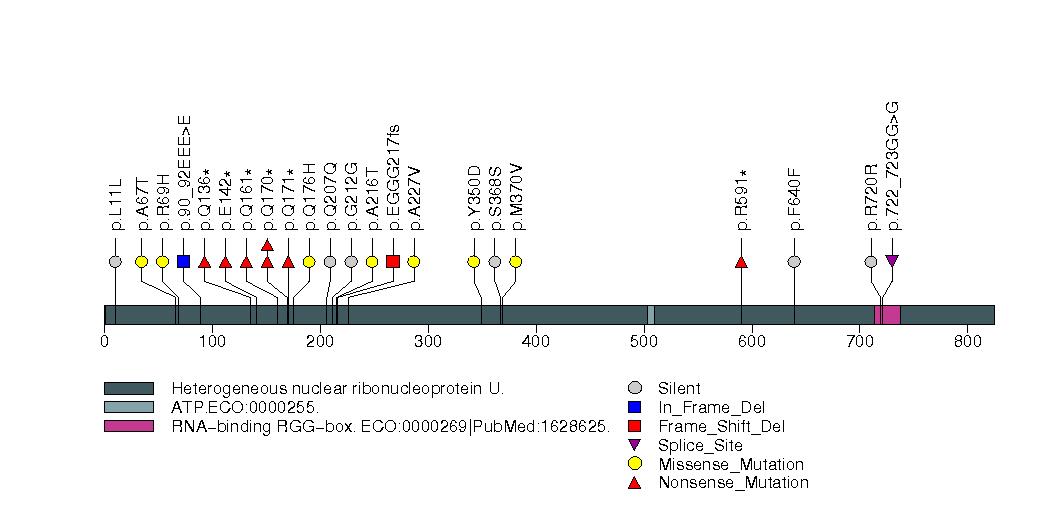 p.L11L
p.A67T
p.R69H
p.90_92EEE>E
p.Q136*
p.E142*
p.Q161*
p.Q170*
p.Q171*
p.Q176H
p.Q207Q
p.G212G
p.A216T
p.EGGG217fs
p.A227V
p.Y350D
p.S368S
p.M370V
p.R591*
p.F640F
p.R720R
p.722_723GG>G
0 100 200 300 400 500 600 700 800
Heterogeneous nuclear ribonucleoprotein U.
ATP.ECO:0000255.
RNA-binding RGG-box. ECO:0000269|PubMed:1628625.
Silent
In_Frame_Del
Frame_Shift_Del
Splice_Site
Missense_Mutation
Nonsense_Mutation